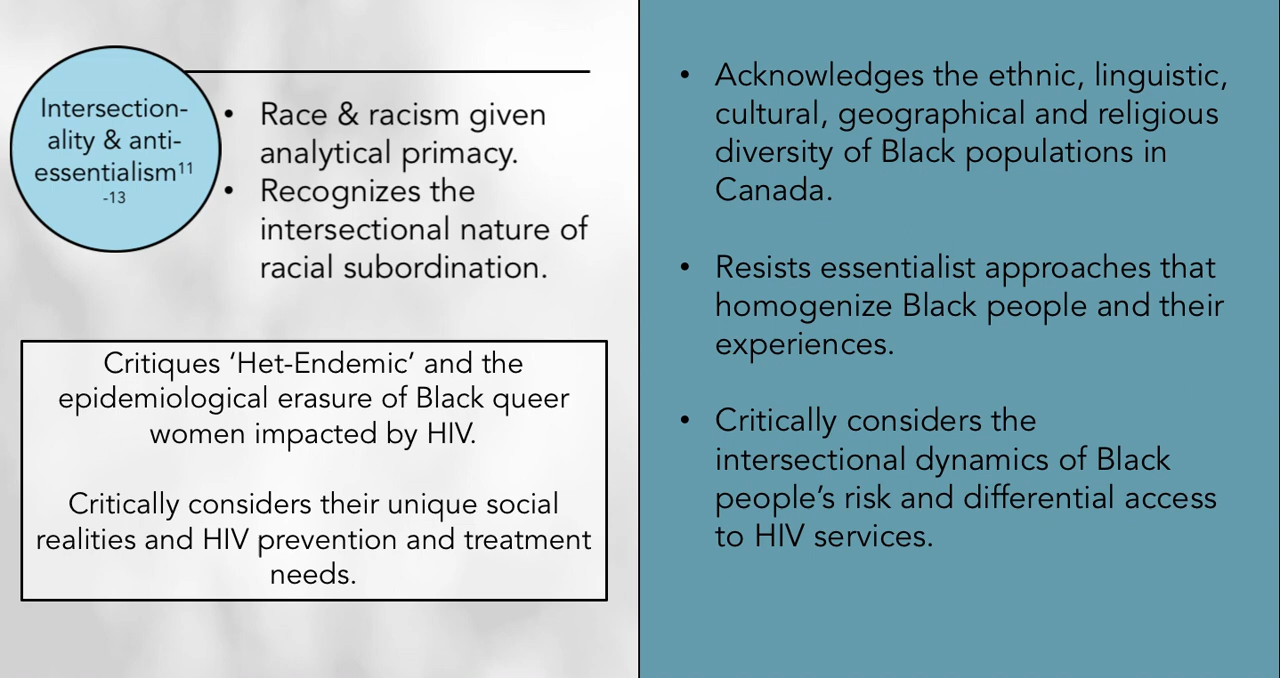 Intersection-
ality & anti-
essentialism¹¹
-13
• Race & racism given
analytical primacy.
• Recognizes the
intersectional nature of
racial subordination.
Critiques ‘Het-Endemic’ and the
epidemiological erasure of Black queer
women impacted by HIV.
Critically considers their unique social
realities and HIV prevention and treatment
needs.
• Acknowledges the ethnic, linguistic,
cultural, geographical and religious
diversity of Black populations in
Canada.
• Resists essentialist approaches that
homogenize Black people and their
experiences.
• Critically considers the
intersectional dynamics of Black
people’s risk and differential access
to HIV services.